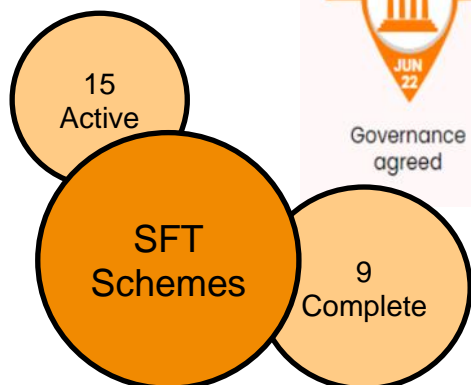 15
Active
JUN
22
Governance
agreed
SFT
Schemes
9
Complete